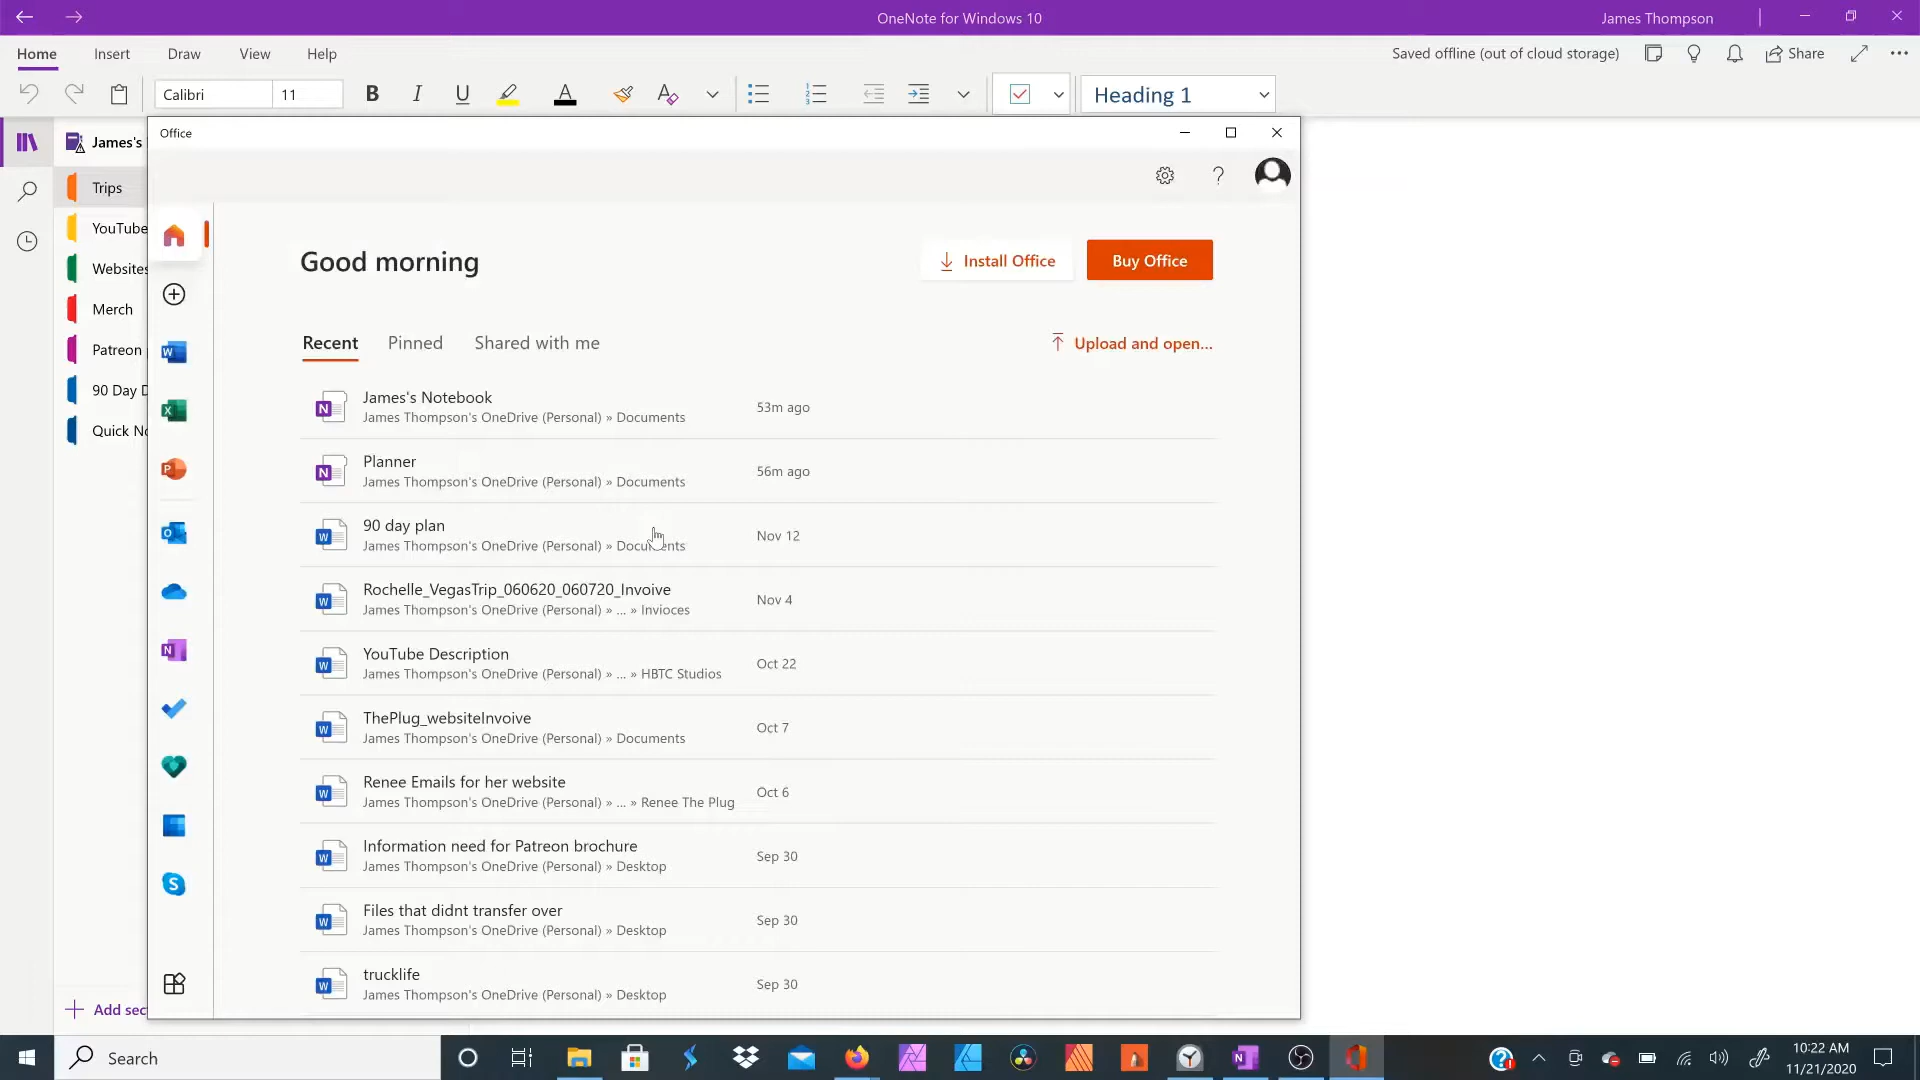 OneNote for Windows 10
James Thompson
Home
Insert
Draw
View
Help
Saved offline (out of cloud storage)
Share
Calibri
11
B
I
U
A
Heading 1
James's
Trips
YouTube
Websites
Merch
Patreon
90 Day D
Quick No
Add sec
Office
Good morning
Install Office
Buy Office
Recent
Pinned
Shared with me
Upload and open...
James's Notebook
James Thompson's OneDrive (Personal) » Documents
53m ago
Planner
James Thompson's OneDrive (Personal) » Documents
56m ago
90 day plan
James Thompson's OneDrive (Personal) » Documents
Nov 12
Rochelle_VegasTrip_060620_060720_Invoive
James Thompson's OneDrive (Personal) » ... » Invioces
Nov 4
YouTube Description
James Thompson's OneDrive (Personal) » ... » HBTC Studios
Oct 22
ThePlug_websiteInvoive
James Thompson's OneDrive (Personal) » Documents
Oct 7
Renee Emails for her website
James Thompson's OneDrive (Personal) » ... » Renee The Plug
Oct 6
Information need for Patreon brochure
James Thompson's OneDrive (Personal) » Desktop
Sep 30
Files that didnt transfer over
James Thompson's OneDrive (Personal) » Desktop
Sep 30
trucklife
James Thompson's OneDrive (Personal) » Desktop
Sep 30
Search
10:22 AM
11/21/2020